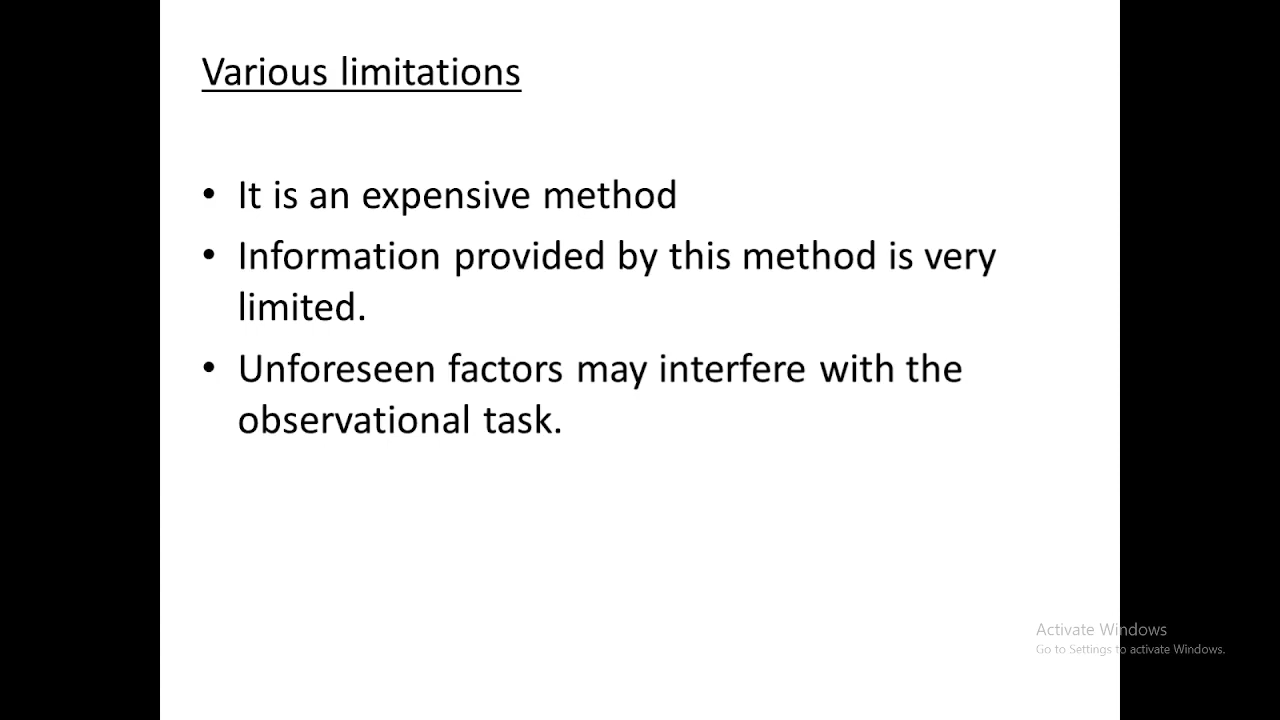 Various limitations
• It is an expensive method
• Information provided by this method is very
limited.
• Unforeseen factors may interfere with the
observational task.
Activate Windows
Go to Settings to activate Windows.